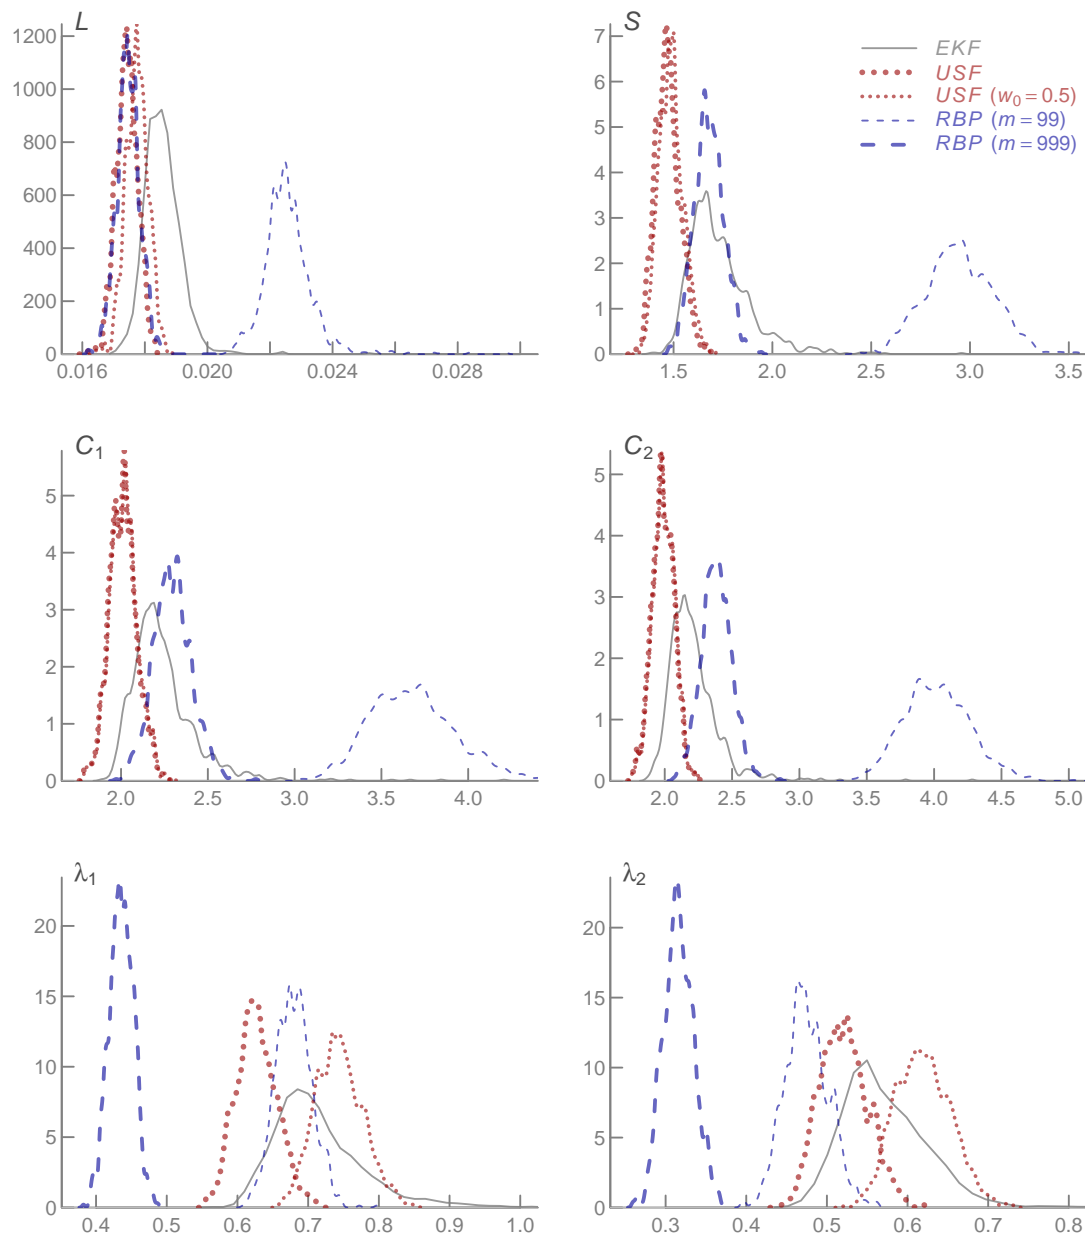 L
1200
1000
800
600
400
200
0
0.016 0.020 0.024 0.028
S
7
6
5
4
3
2
1
0
1.5 2.0 2.5 3.0 3.5
EKF
USF
USF (w₀ = 0.5)
RBP (m = 99)
RBP (m = 999)
C₁
5
4
3
2
1
0
2.0 2.5 3.0 3.5 4.0
C₂
5
4
3
2
1
0
2.0 2.5 3.0 3.5 4.0 4.5 5.0
λ₁
20
15
10
5
0
0.4 0.5 0.6 0.7 0.8 0.9 1.0
λ₂
20
15
10
5
0
0.3 0.4 0.5 0.6 0.7 0.8